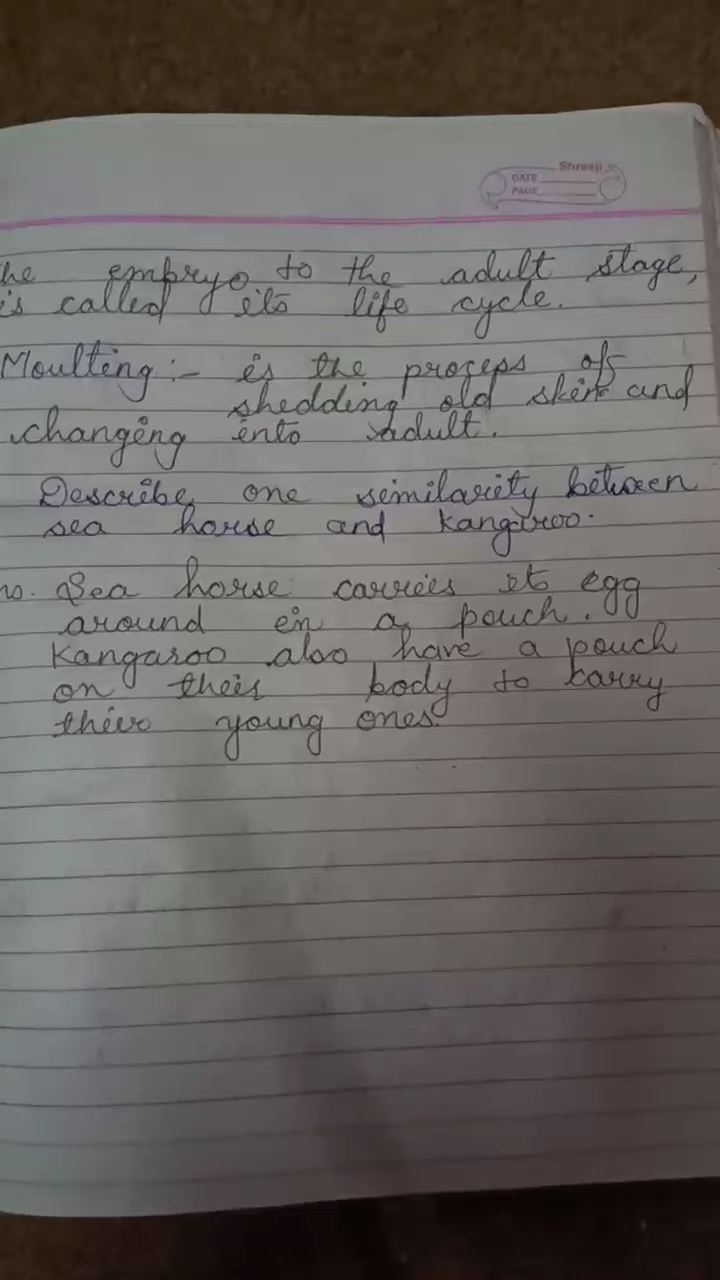 Shreeji
DATE
PAGE
he embryo to the adult stage,
is called its life cycle.
Moulting :- is the process of
shedding old skin and
changing into adult.
Describe one similarity between
sea horse and kangaroo.
ns. Sea horse carries it egg
around in a pouch.
Kangaroo also have a pouch
on their body to carry
their young ones.